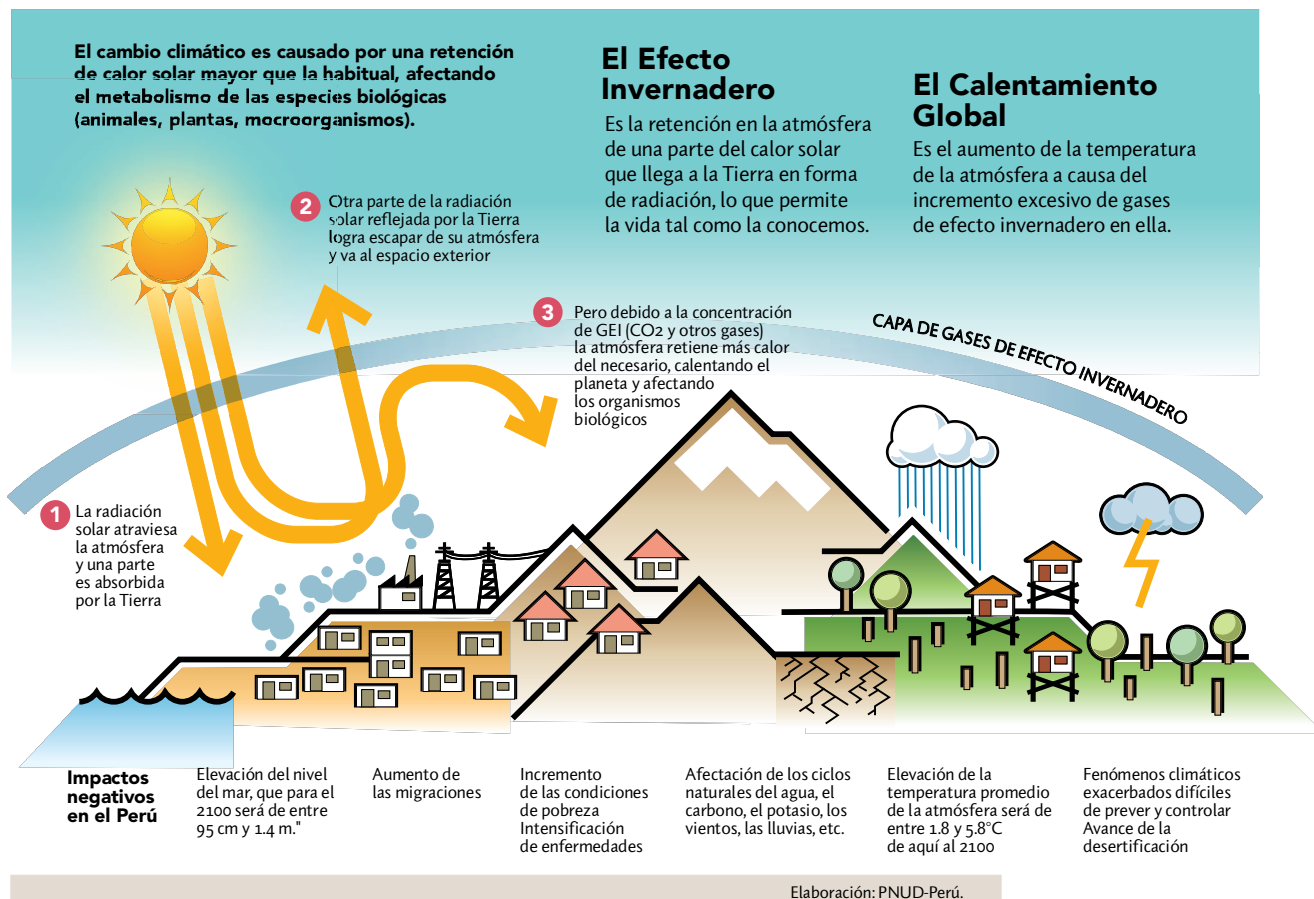 El cambio climático es causado por una retención
de calor solar mayor que la habitual, afectando
el metabolismo de las especies biológicas
(animales, plantas, mocroorganismos).
El Efecto
Invernadero
Es la retención en la atmósfera
de una parte del calor solar
que llega a la Tierra en forma
de radiación, lo que permite
la vida tal como la conocemos.
El Calentamiento
Global
Es el aumento de la temperatura
de la atmósfera a causa del
incremento excesivo de gases
de efecto invernadero en ella.
2
Otra parte de la radiación
solar reflejada por la Tierra
logra escapar de su atmósfera
y va al espacio exterior
3
Pero debido a la concentración
de GEI (CO2 y otros gases)
la atmósfera retiene más calor
del necesario, calentando el
planeta y afectando
los organismos
biológicos
CAPA DE GASES DE EFECTO INVERNADERO
1
La radiación
solar atraviesa
la atmósfera
y una parte
es absorbida
por la Tierra
Impactos
negativos
en el Perú
Elevación del nivel
del mar, que para el
2100 será de entre
95 cm y 1.4 m."
Aumento de
las migraciones
Incremento
de las condiciones
de pobreza
Intensificación
de enfermedades
Afectación de los ciclos
naturales del agua, el
carbono, el potasio, los
vientos, las lluvias, etc.
Elevación de la
temperatura promedio
de la atmósfera será de
entre 1.8 y 5.8°C
de aquí al 2100
Fenómenos climáticos
exacerbados difíciles
de prever y controlar
Avance de la
desertificación
Elaboración: PNUD-Perú.